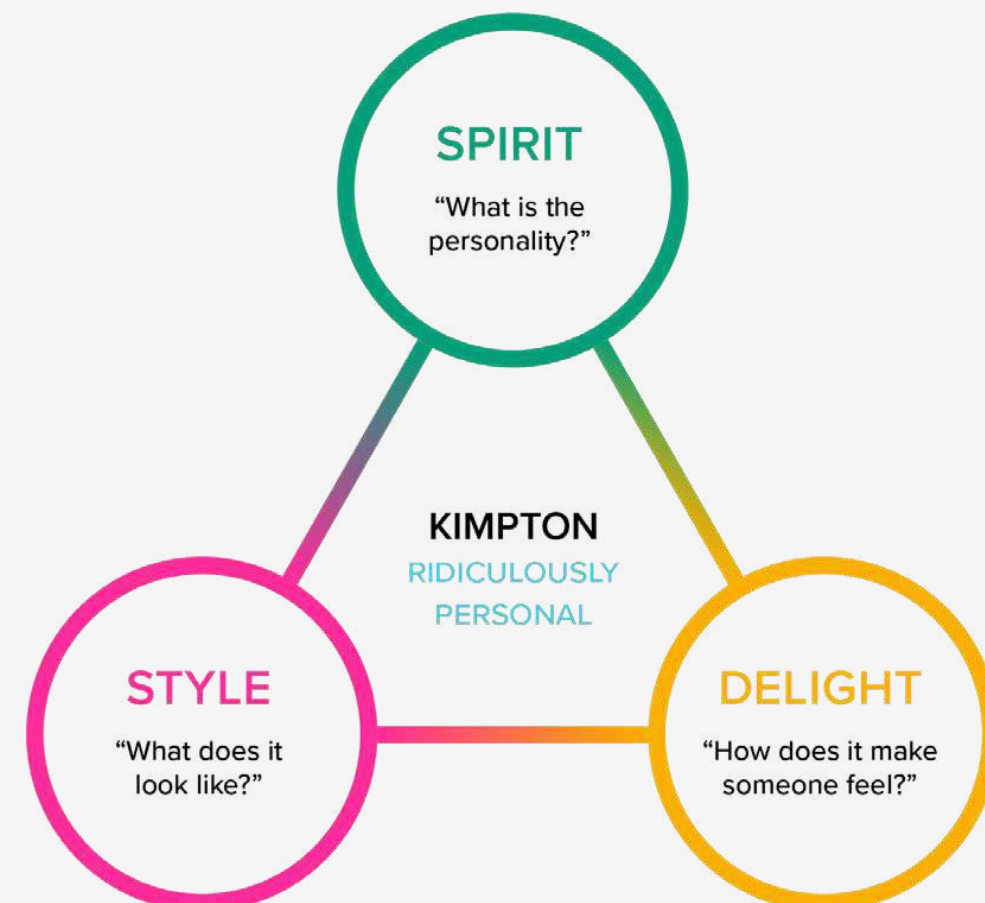 SPIRIT
“What is the
personality?”
KIMPTON
RIDICULOUSLY
PERSONAL
STYLE
“What does it
look like?”
DELIGHT
“How does it make
someone feel?”